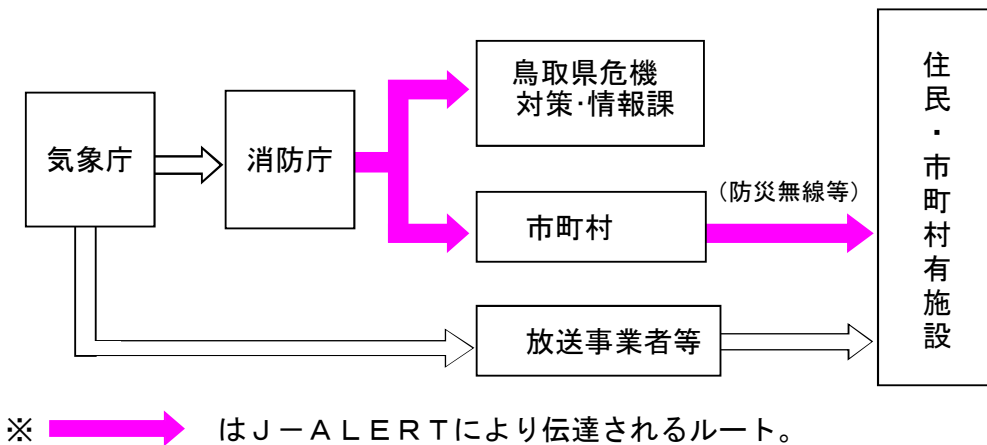 気象庁
消防庁
鳥取県危機
対策・情報課
市町村
(防災無線等)
放送事業者等
住民・市町村有施設
※ はJ－ALERTにより伝達されるルート。